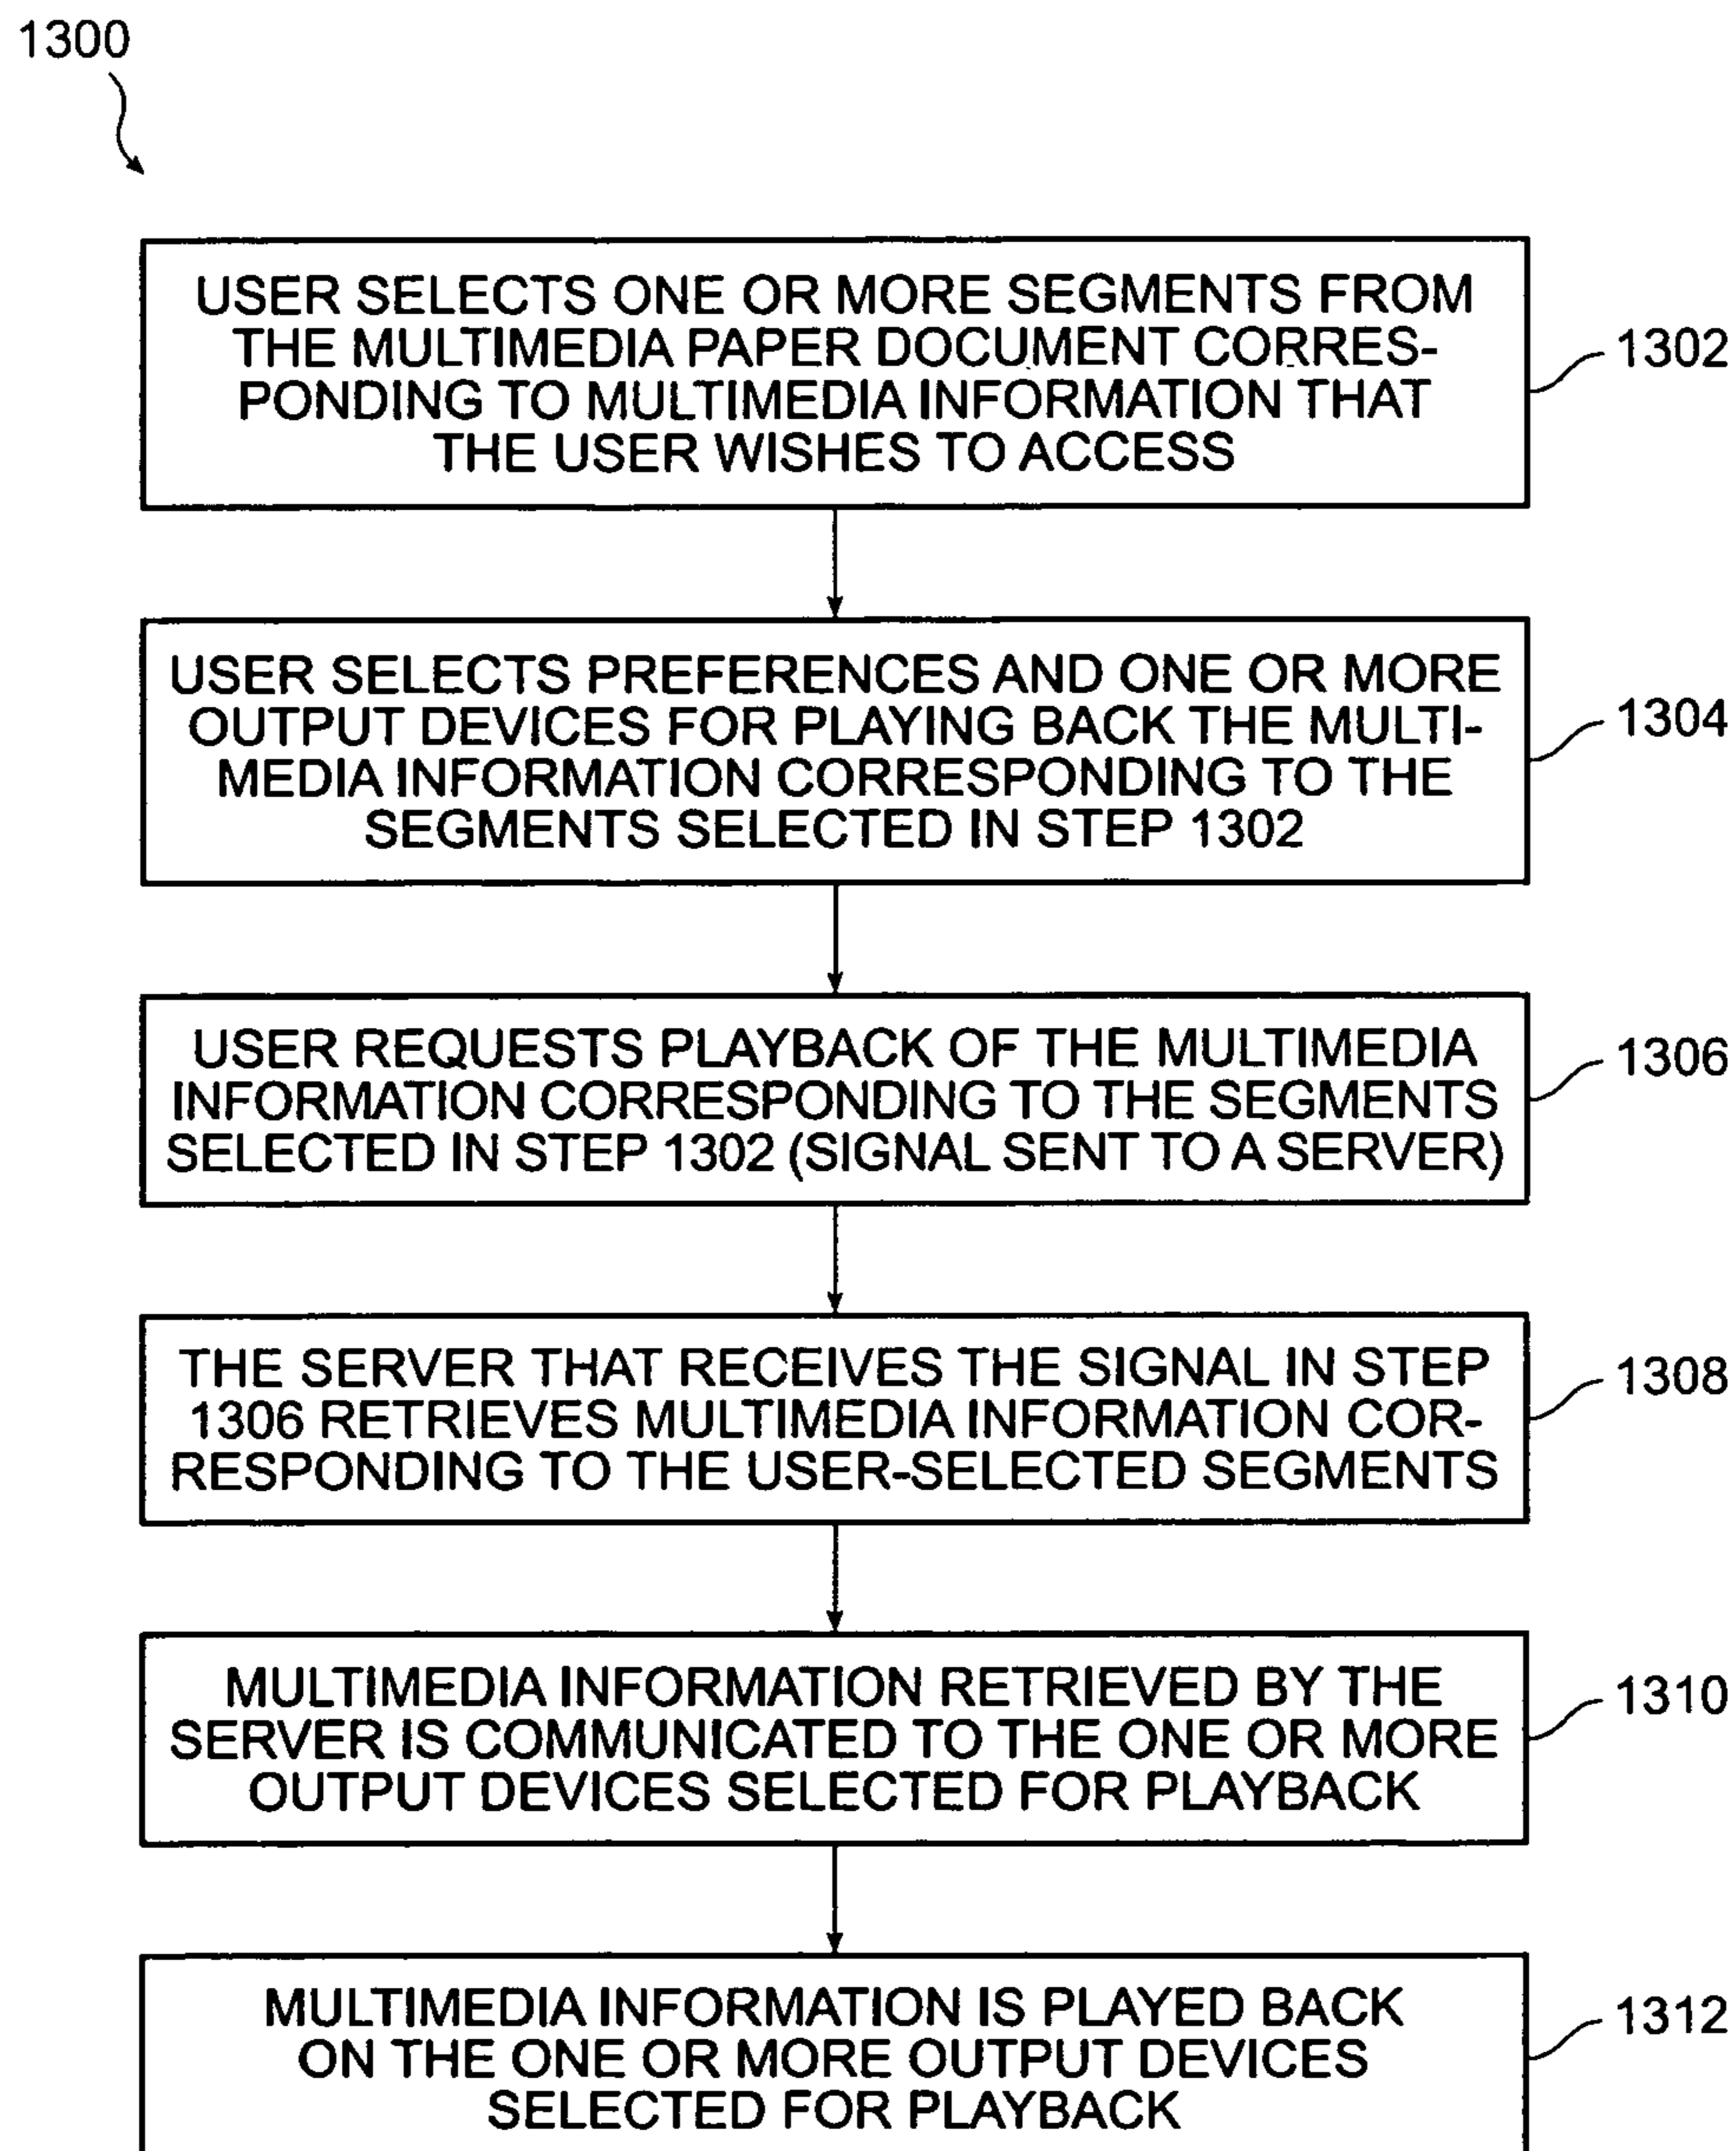 1300
USER SELECTS ONE OR MORE SEGMENTS FROM
THE MULTIMEDIA PAPER DOCUMENT CORRES-
PONDING TO MULTIMEDIA INFORMATION THAT
THE USER WISHES TO ACCESS
1302
USER SELECTS PREFERENCES AND ONE OR MORE
OUTPUT DEVICES FOR PLAYING BACK THE MULTI-
MEDIA INFORMATION CORRESPONDING TO THE
SEGMENTS SELECTED IN STEP 1302
1304
USER REQUESTS PLAYBACK OF THE MULTIMEDIA
INFORMATION CORRESPONDING TO THE SEGMENTS
SELECTED IN STEP 1302 (SIGNAL SENT TO A SERVER)
1306
THE SERVER THAT RECEIVES THE SIGNAL IN STEP
1306 RETRIEVES MULTIMEDIA INFORMATION COR-
RESPONDING TO THE USER-SELECTED SEGMENTS
1308
MULTIMEDIA INFORMATION RETRIEVED BY THE
SERVER IS COMMUNICATED TO THE ONE OR MORE
OUTPUT DEVICES SELECTED FOR PLAYBACK
1310
MULTIMEDIA INFORMATION IS PLAYED BACK
ON THE ONE OR MORE OUTPUT DEVICES
SELECTED FOR PLAYBACK
1312